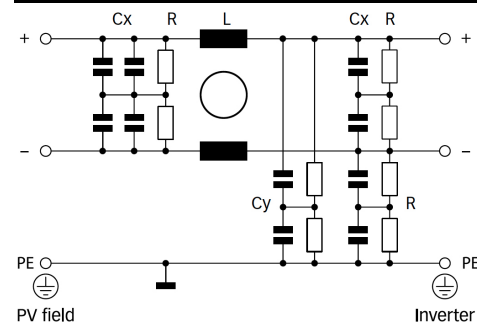 Cx R L Cx R
+ +
– –
Cy R
PE PE
PV field Inverter